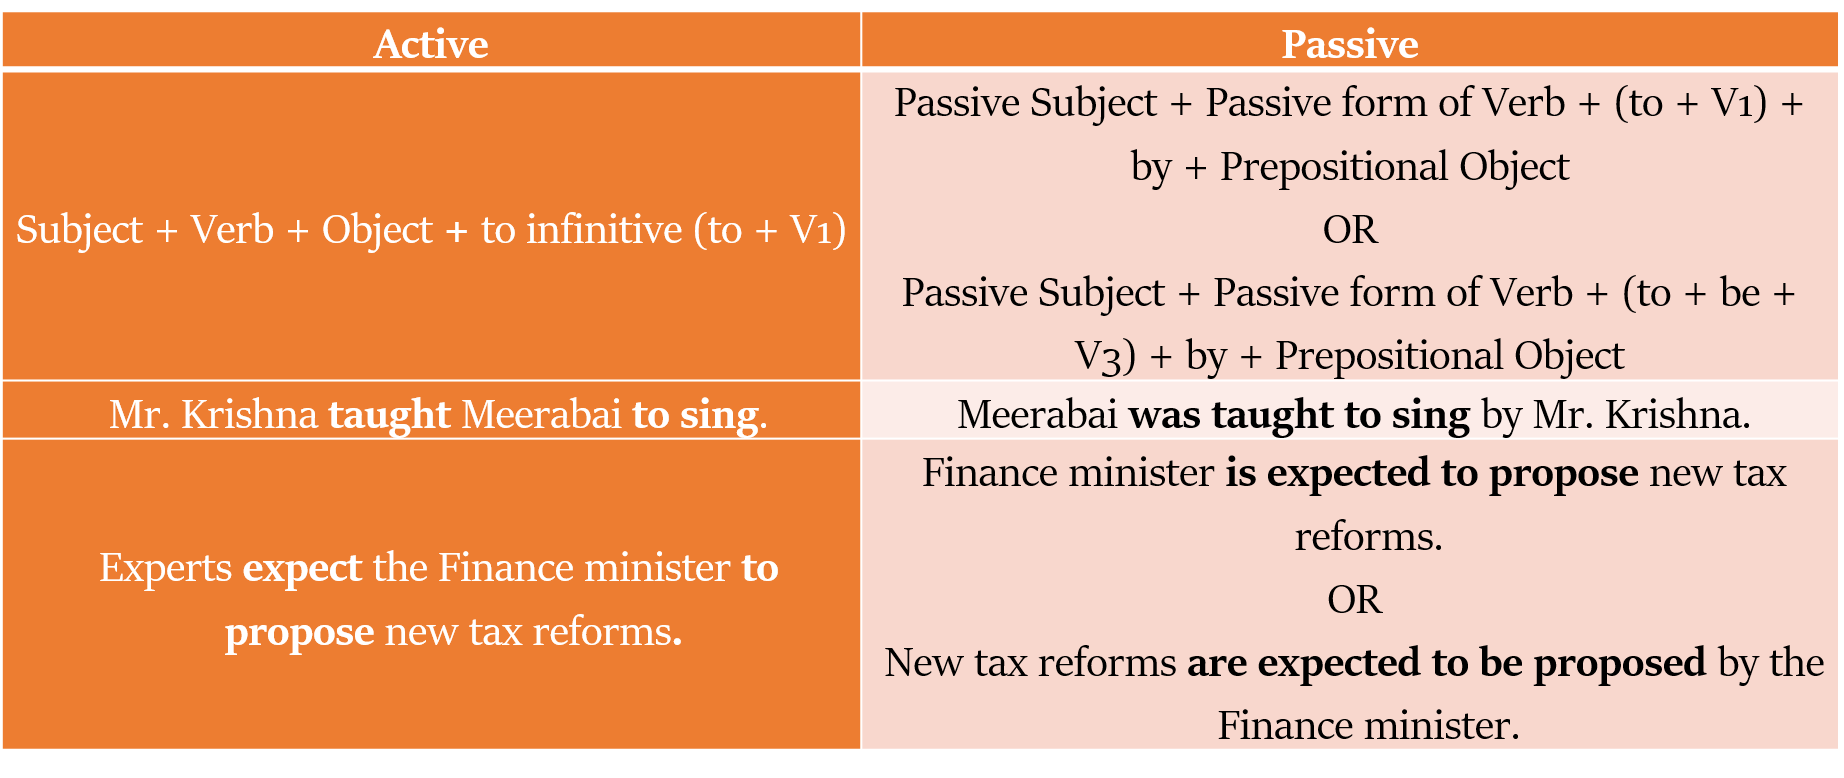 Active
Passive
Subject + Verb + Object + to infinitive (to + V1)
Passive Subject + Passive form of Verb + (to + V1) +
by + Prepositional Object
OR
Passive Subject + Passive form of Verb + (to + be +
V3) + by + Prepositional Object
Mr. Krishna taught Meerabai to sing.
Meerabai was taught to sing by Mr. Krishna.
Experts expect the Finance minister to
propose new tax reforms.
Finance minister is expected to propose new tax
reforms.
OR
New tax reforms are expected to be proposed by the
Finance minister.